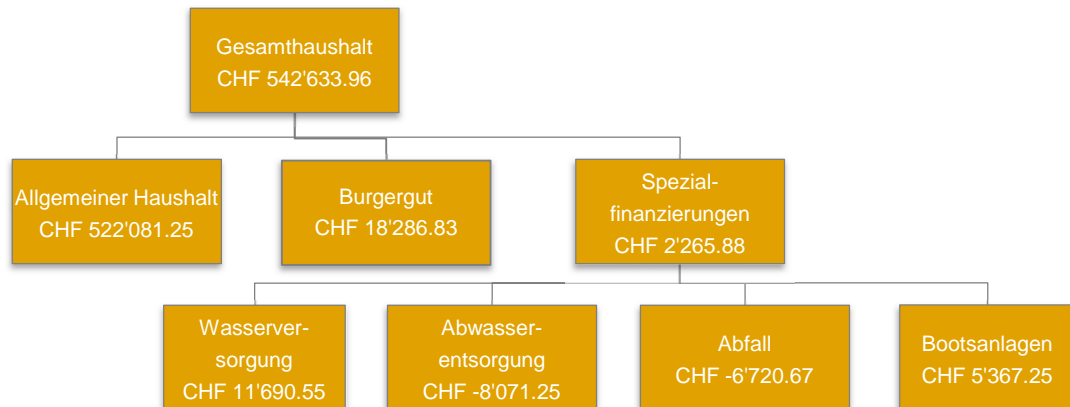 Gesamthaushalt
CHF 542'633.96
Allgemeiner Haushalt
CHF 522'081.25
Burgergut
CHF 18'286.83
Spezial-
finanzierungen
CHF 2'265.88
Wasserver-
sorgung
CHF 11'690.55
Abwasser-
entsorgung
CHF -8'071.25
Abfall
CHF -6'720.67
Bootsanlagen
CHF 5'367.25